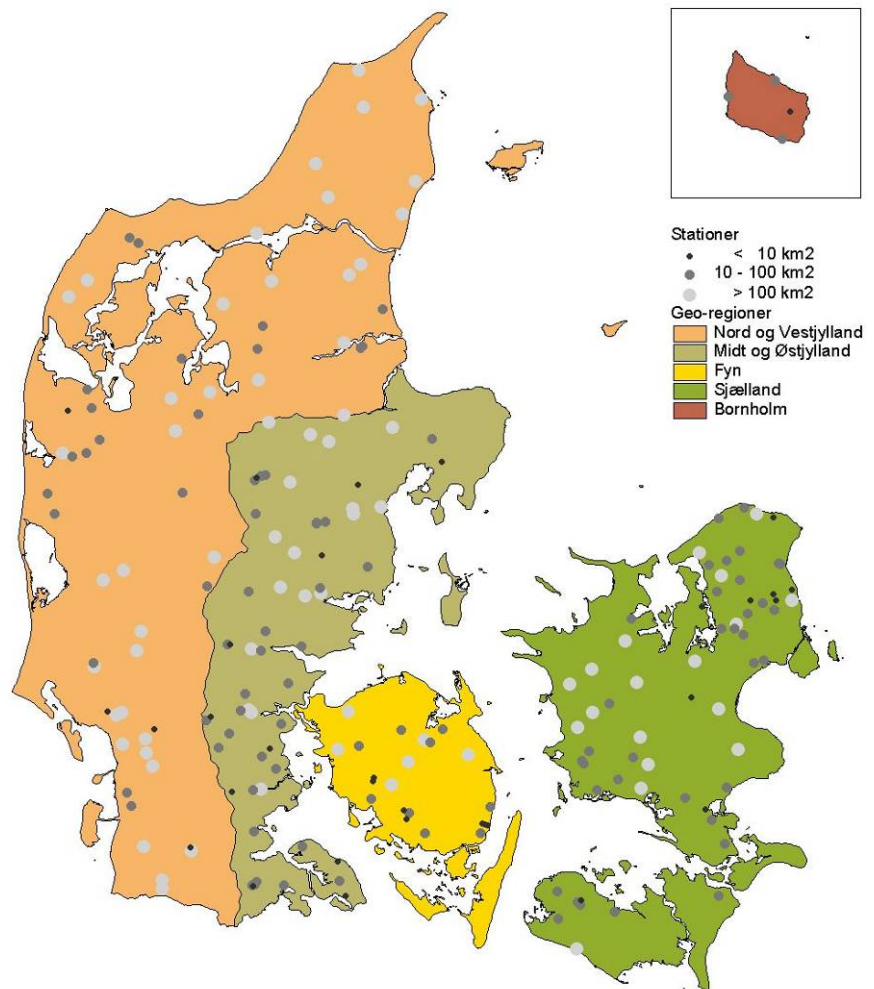 Stationer
< 10 km2
10 - 100 km2
> 100 km2
Geo-regioner
Nord og Vestjylland
Midt og Østjylland
Fyn
Sjælland
Bornholm